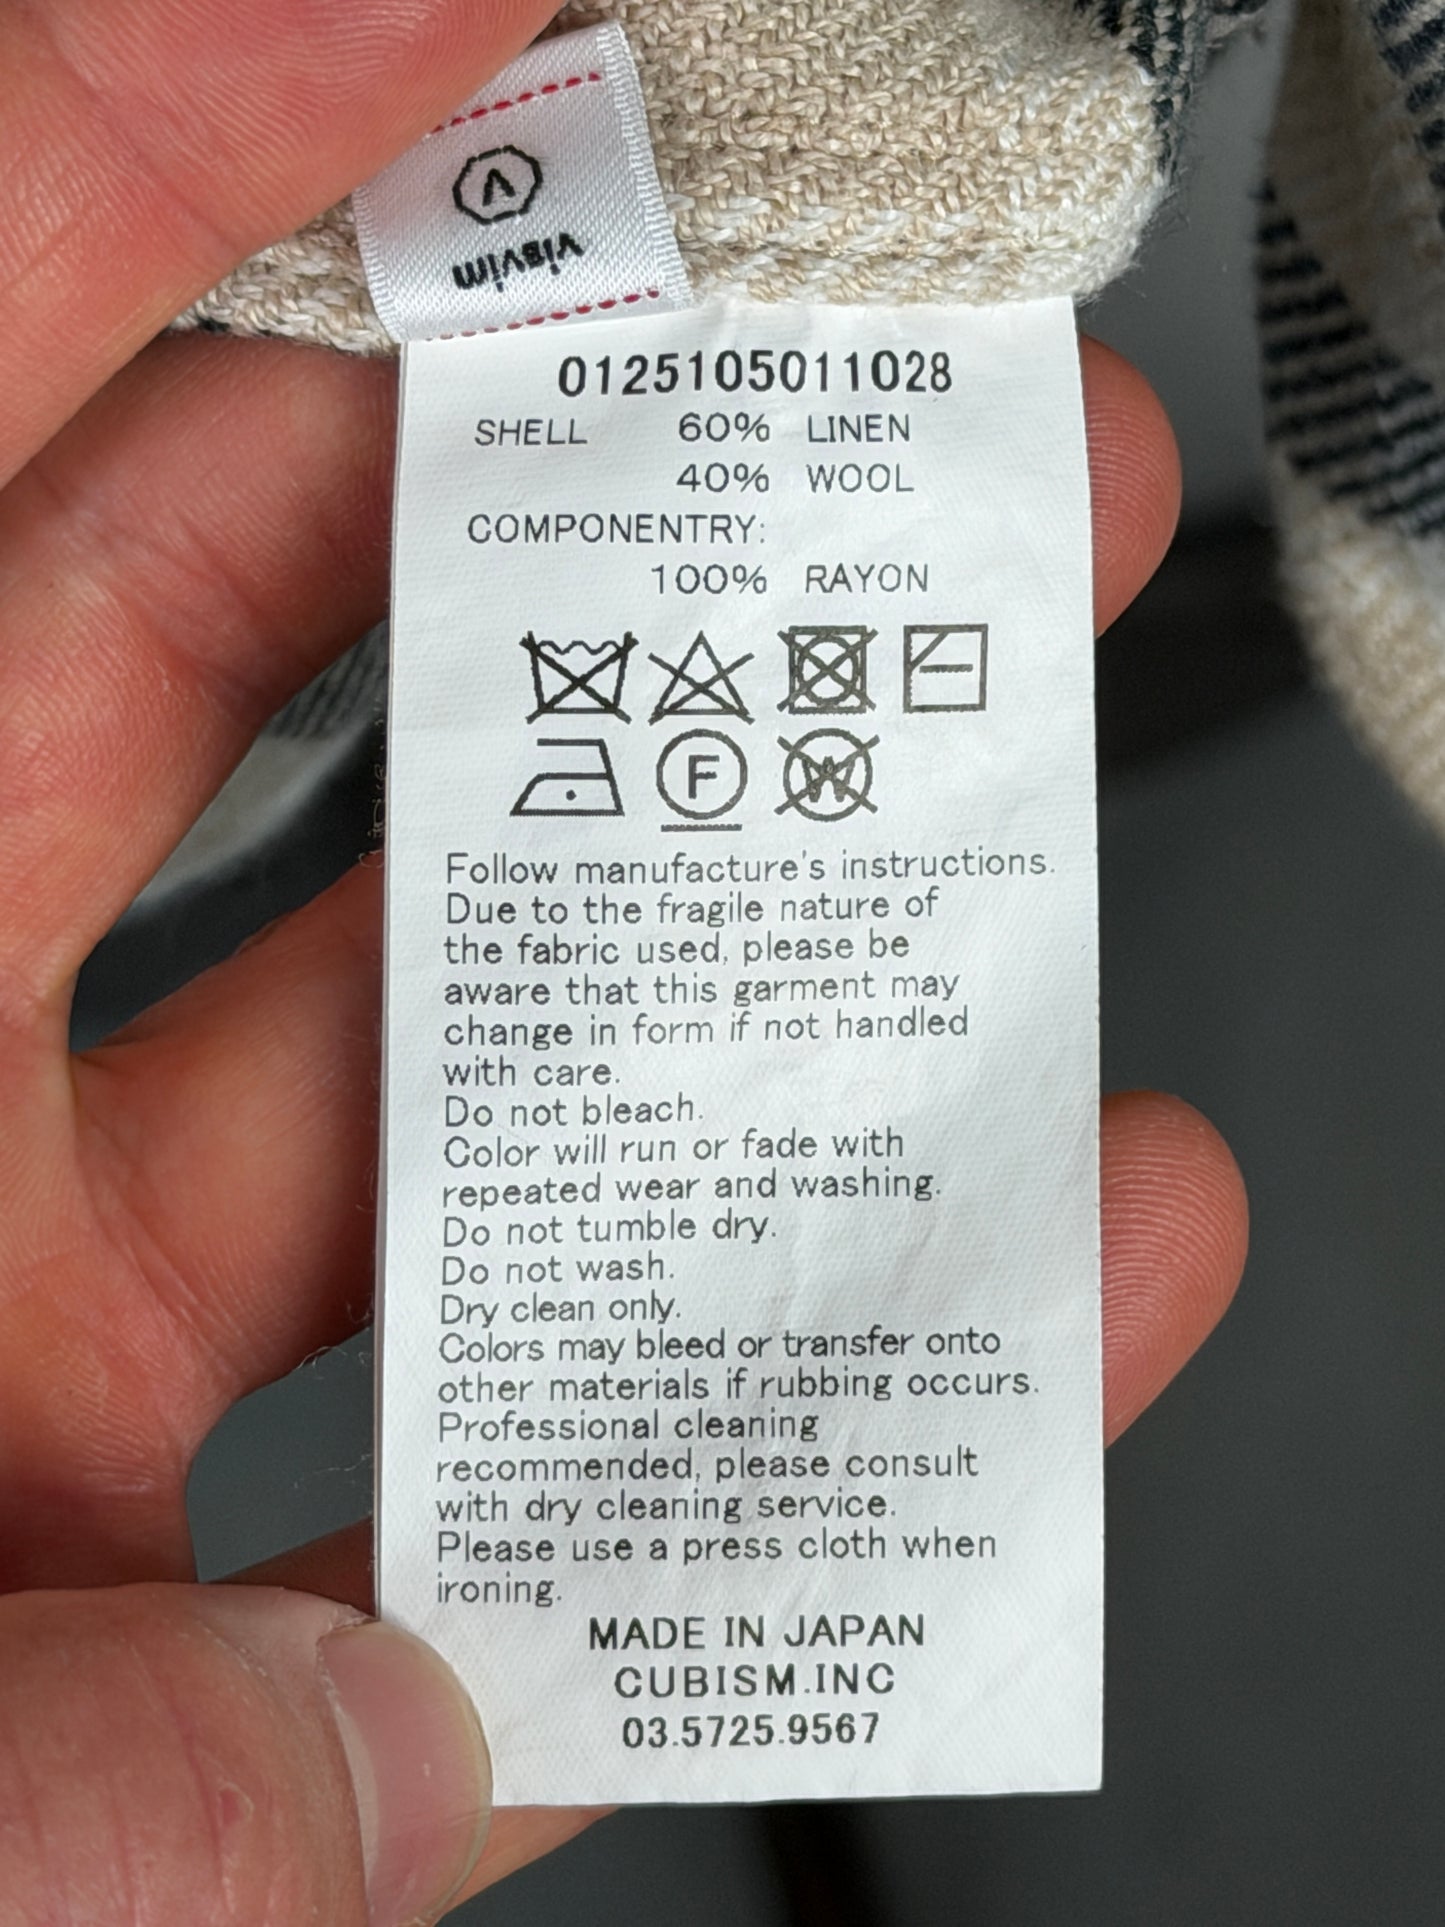 V
visvim
0125105011028
SHELL 60% LINEN
40% WOOL
COMPONENTRY:
100% RAYON
F W
Follow manufacture's instructions.
Due to the fragile nature of
the fabric used, please be
aware that this garment may
change in form if not handled
with care.
Do not bleach.
Color will run or fade with
repeated wear and washing.
Do not tumble dry.
Do not wash.
Dry clean only.
Colors may bleed or transfer onto
other materials if rubbing occurs.
Professional cleaning
recommended, please consult
with dry cleaning service.
Please use a press cloth when
ironing.
MADE IN JAPAN
CUBISM.INC
03.5725.9567